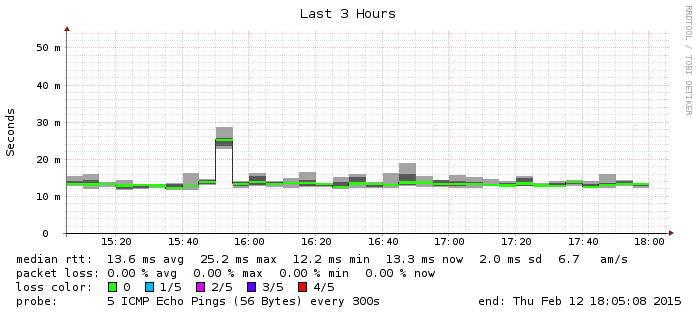 Last 3 Hours
RRDTOOL / TOBI OETIKER
Seconds
50 m
40 m
30 m
20 m
10 m
0
15:20 15:40 16:00 16:20 16:40 17:00 17:20 17:40 18:00
median rtt: 13.6 ms avg 25.2 ms max 12.2 ms min 13.3 ms now 2.0 ms sd 6.7 am/s
packet loss: 0.00 % avg 0.00 % max 0.00 % min 0.00 % now
loss color: 0 1/5 2/5 3/5 4/5
probe: 5 ICMP Echo Pings (56 Bytes) every 300s end: Thu Feb 12 18:05:08 2015